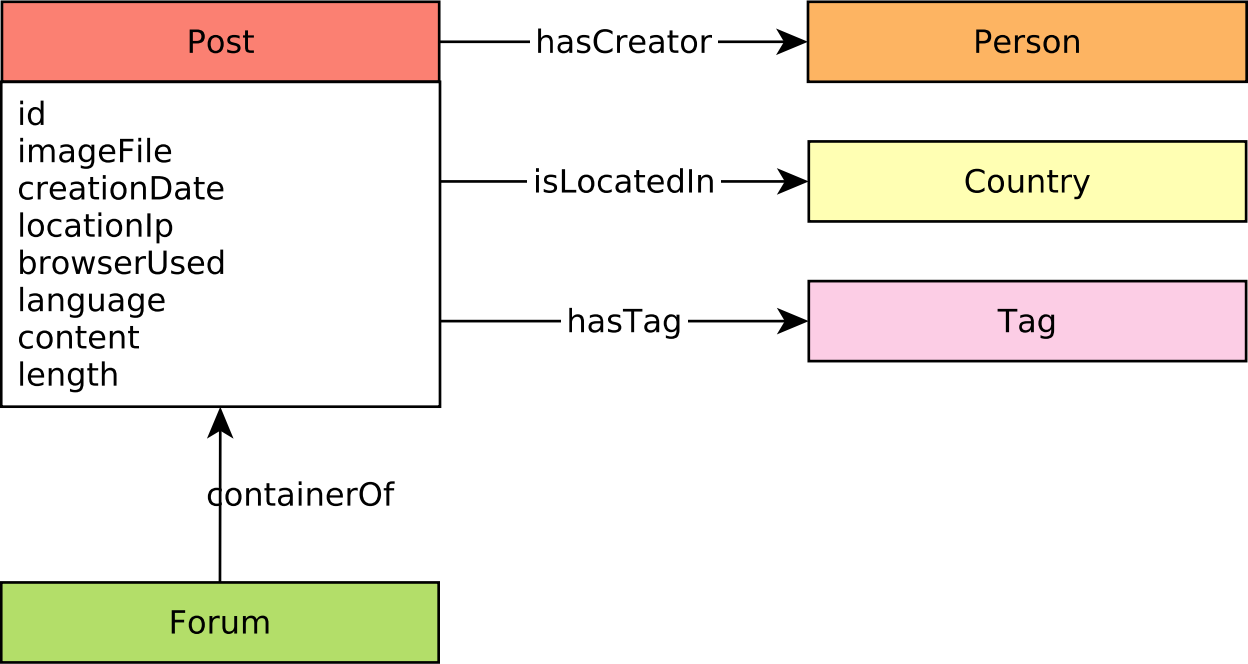 Post
hasCreator
Person
id
imageFile
creationDate
locationIp
browserUsed
language
content
length
isLocatedIn
Country
hasTag
Tag
containerOf
Forum